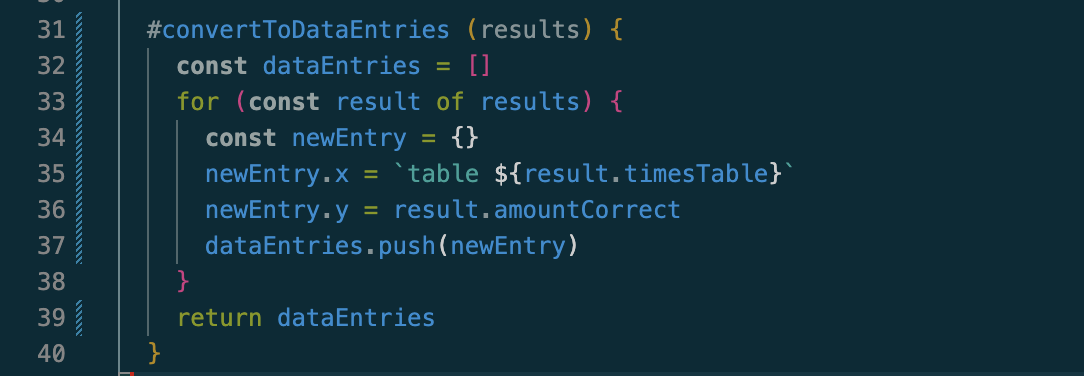 31 #convertToDataEntries (results) {
32 const dataEntries = []
33 for (const result of results) {
34 const newEntry = {}
35 newEntry.x = `table ${result.timesTable}`
36 newEntry.y = result.amountCorrect
37 dataEntries.push(newEntry)
38 }
39 return dataEntries
40 }